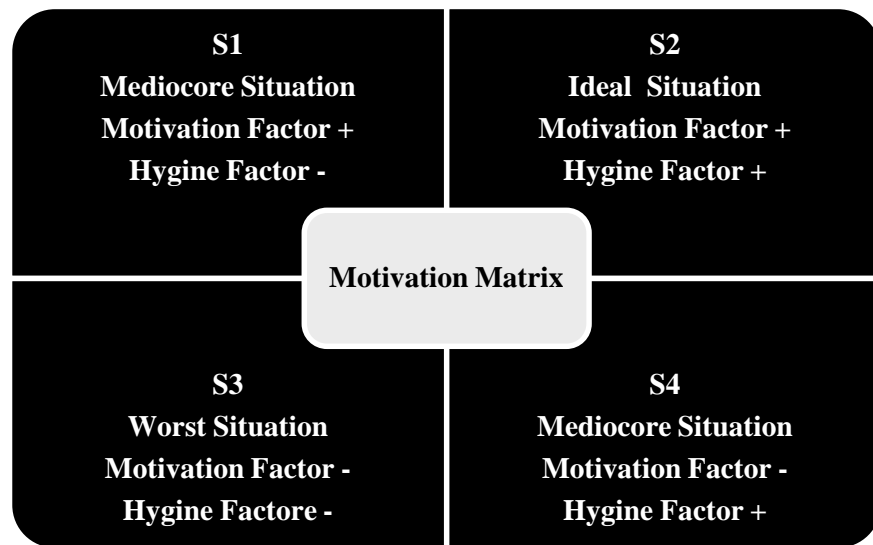 S1
Mediocore Situation
Motivation Factor +
Hygine Factor -
S2
Ideal Situation
Motivation Factor +
Hygine Factor +
Motivation Matrix
S3
Worst Situation
Motivation Factor -
Hygine Factore -
S4
Mediocore Situation
Motivation Factor -
Hygine Factor +